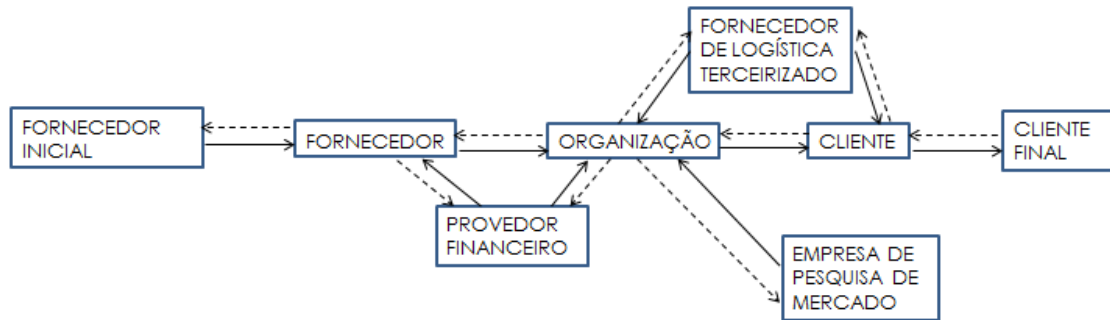 FORNECEDOR
DE LOGÍSTICA
TERCEIRIZADO
FORNECEDOR
INICIAL
FORNECEDOR
ORGANIZAÇÃO
CLIENTE
CLIENTE
FINAL
PROVEDOR
FINANCEIRO
EMPRESA DE
PESQUISA DE
MERCADO